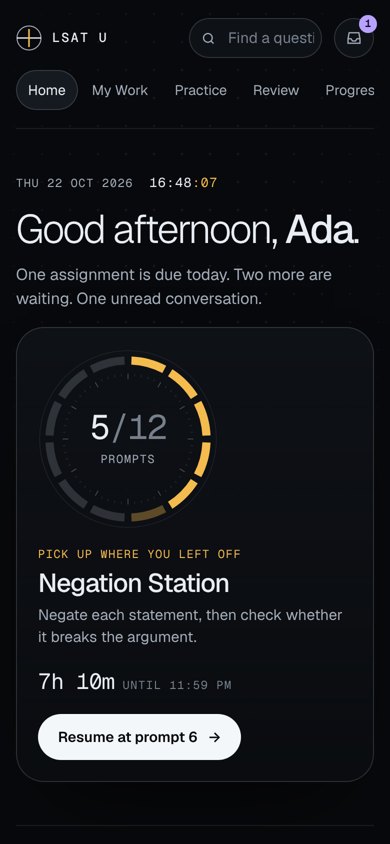 LSAT U
Find a questi
1
Home My Work Practice Review Progres
THU 22 OCT 2026 16:48:07
Good afternoon, Ada.
One assignment is due today. Two more are
waiting. One unread conversation.
5/12
PROMPTS
PICK UP WHERE YOU LEFT OFF
Negation Station
Negate each statement, then check whether
it breaks the argument.
7h 10m UNTIL 11:59 PM
Resume at prompt 6 →